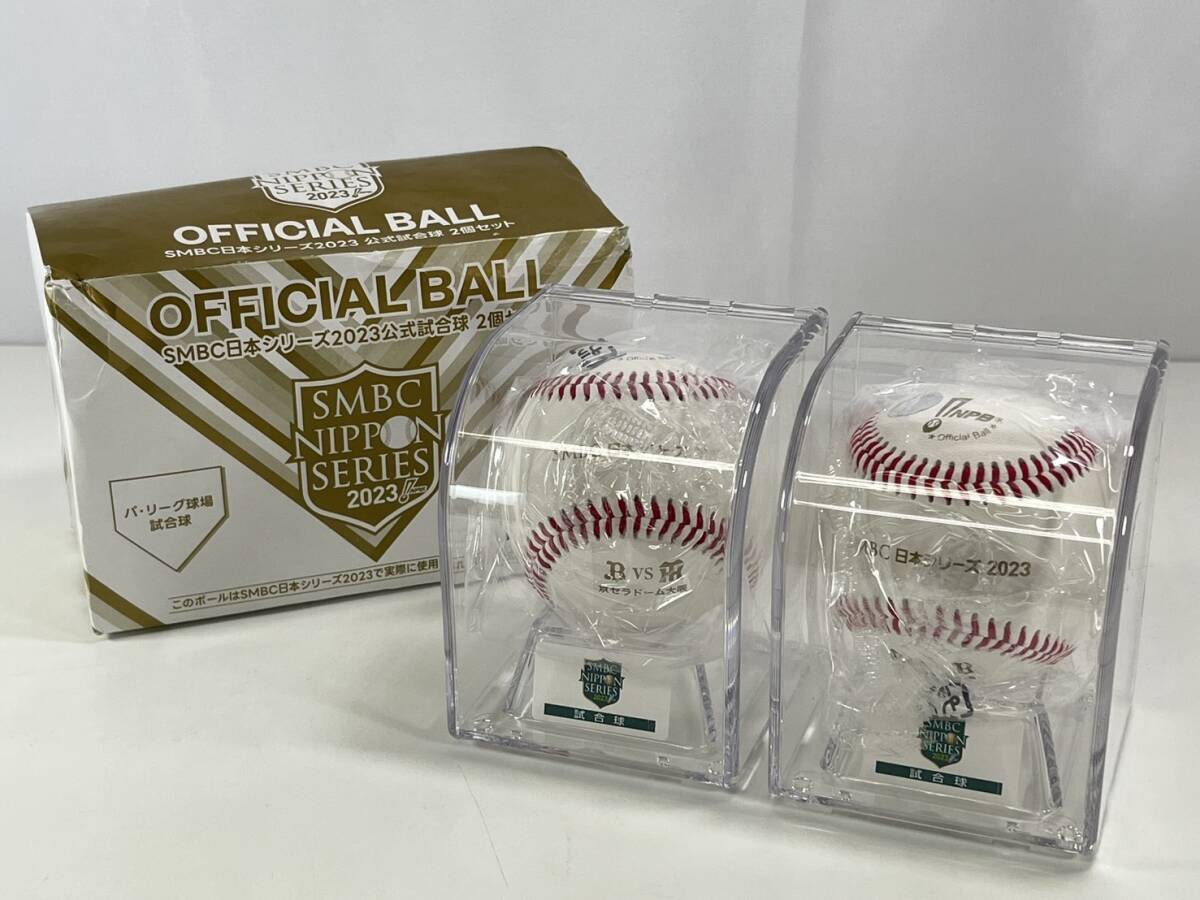 SMBC
NIPPON
SERIES
2023
OFFICIAL BALL
SMBC日本シリーズ2023 公式試合球 2個セット
OFFICIAL BALL
SMBC日本シリーズ2023公式試合球 2個
SMBC
NIPPON
SERIES
2023
パ・リーグ球場
試合球
このボールはSMBC日本シリーズ2023で実際に使用
B VS
京セラドーム大阪
SMBC
NIPPON
SERIES
2023
試合球
NPB
Official Ball
BC 日本シリーズ 2023
B
SMBC
NIPPON
SERIES
2023
試合球